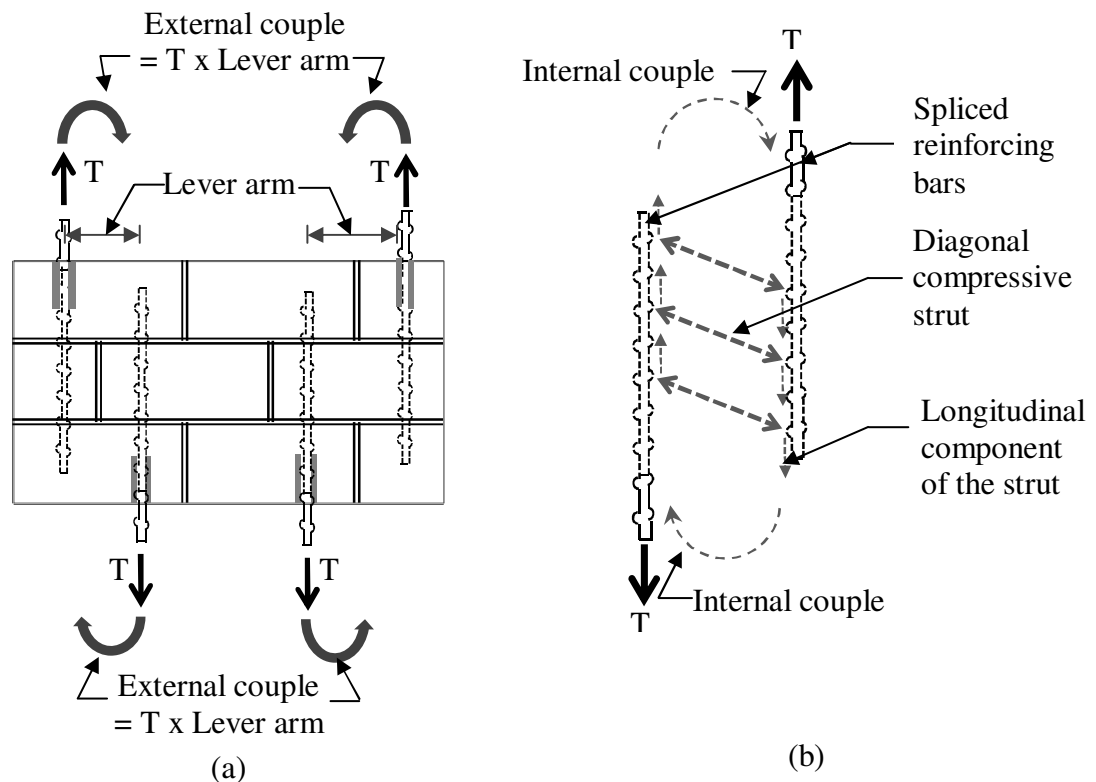 External couple
= T x Lever arm
T
T
Lever arm
T
T
External couple
= T x Lever arm
(a)
T
Internal couple
Spliced
reinforcing
bars
Diagonal
compressive
strut
Longitudinal
component
of the strut
Internal couple
T
(b)